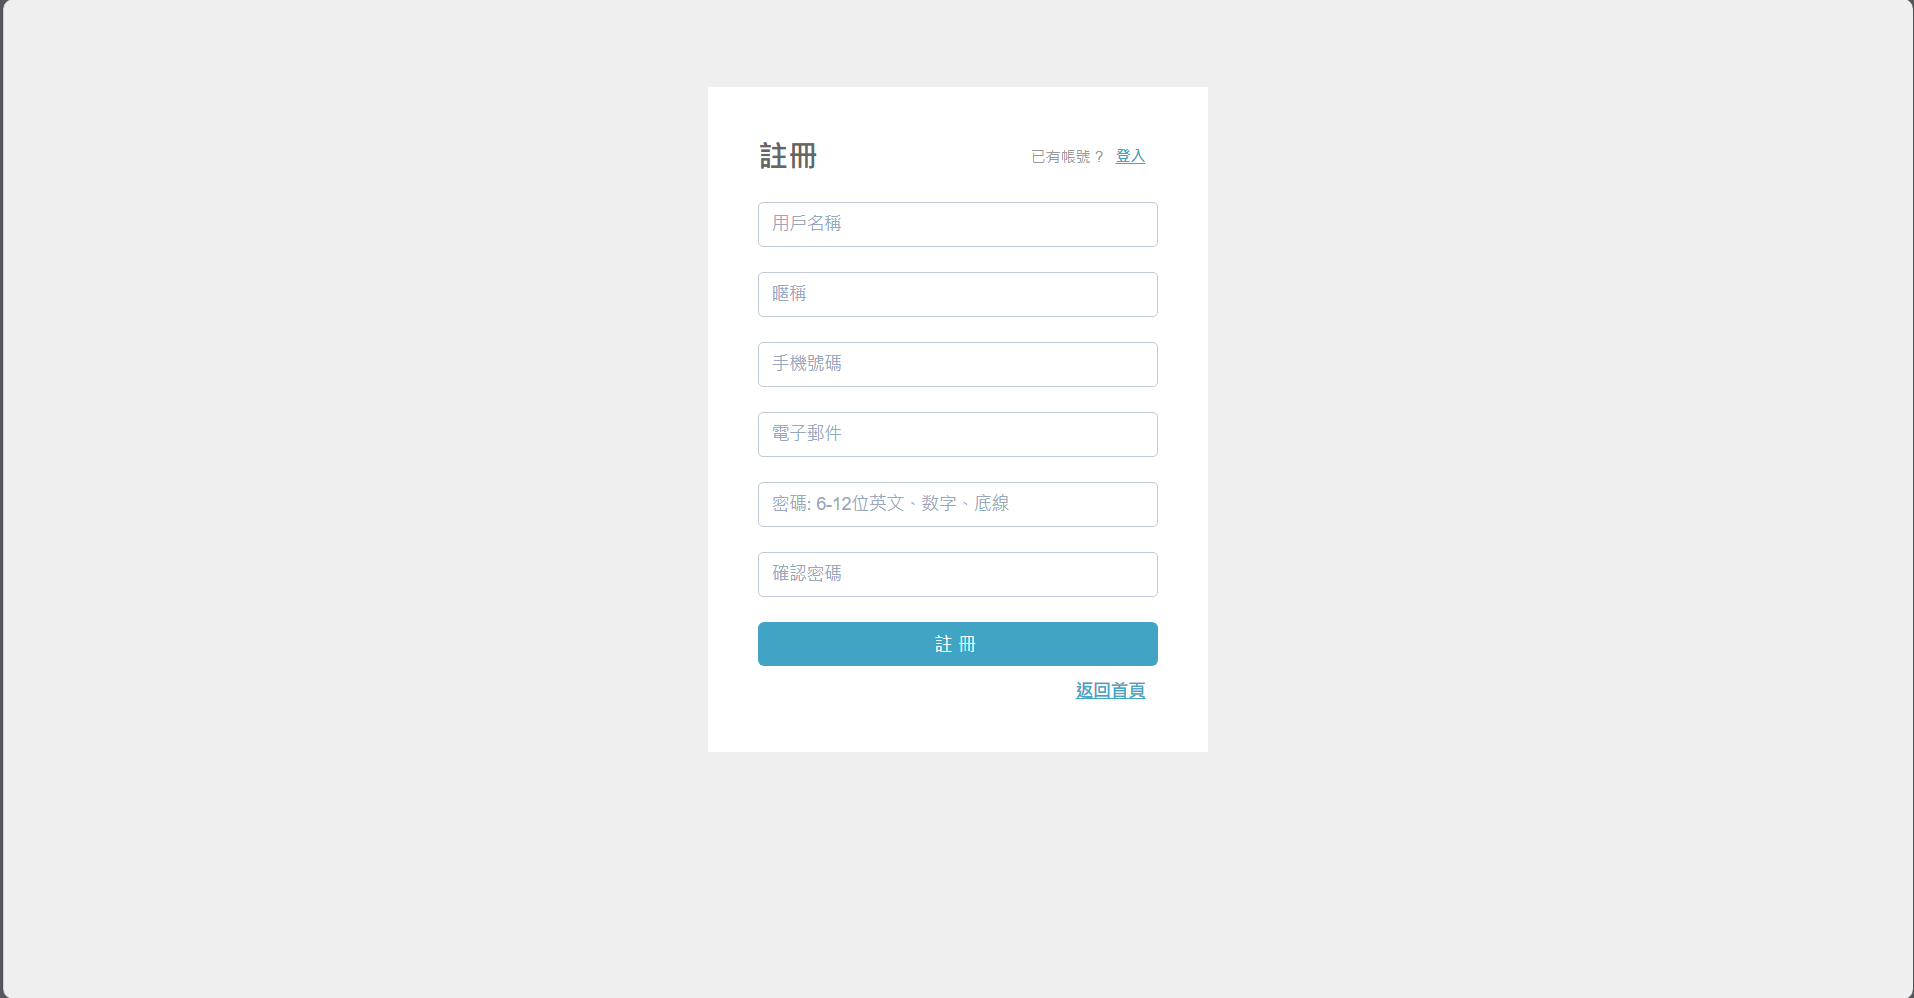 註冊
已有帳號？ 登入
用戶名稱
暱稱
手機號碼
電子郵件
密碼: 6-12位英文、数字、底線
確認密碼
註 冊
返回首頁